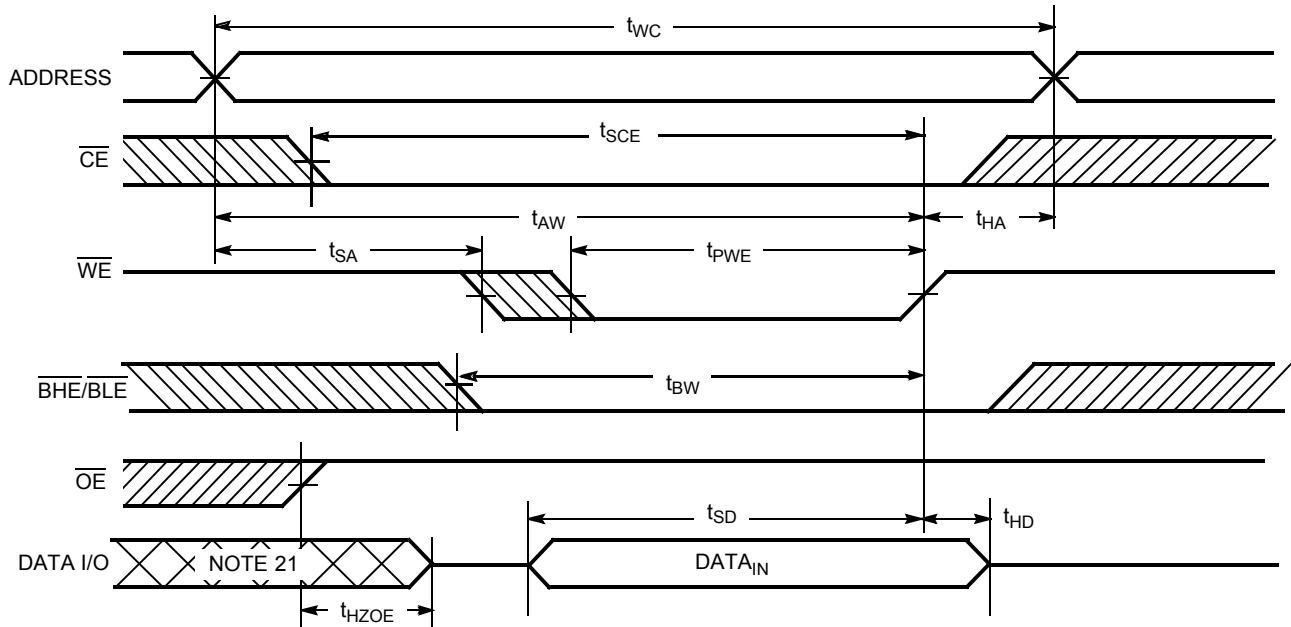 tWC
ADDRESS
tSCE
CE
tAW
tHA
tSA
tPWE
WE
BHE/BLE
tBW
OE
tSD
tHD
DATA I/O
NOTE 21
DATAIN
tHZOE